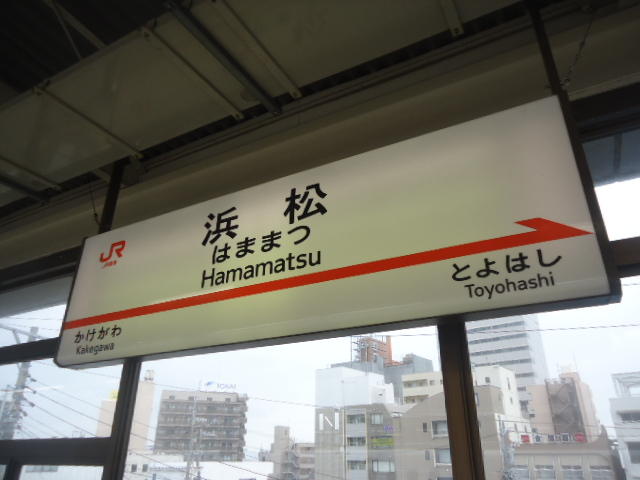 浜松
はままつ
Hamamatsu
JR
とよはし
Toyohashi
かけがわ
Kakegawa
N